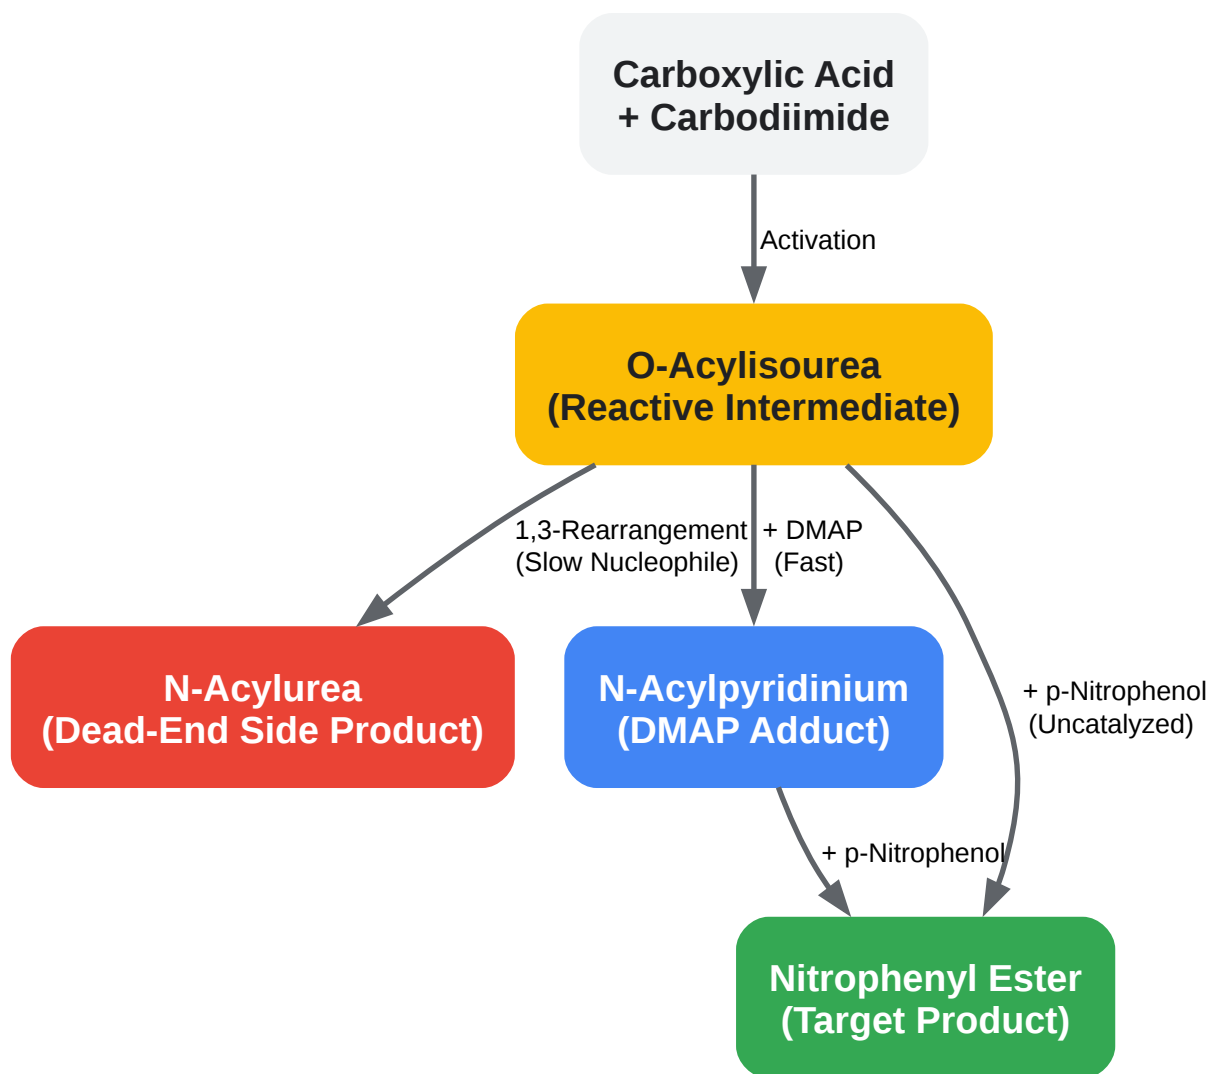 Carboxylic Acid
+ Carbodiimide
Activation
O-Acylisourea
(Reactive Intermediate)
1,3-Rearrangement
(Slow Nucleophile)
+ DMAP
(Fast)
+ p-Nitrophenol
(Uncatalyzed)
N-Acylurea
(Dead-End Side Product)
N-Acylpyridinium
(DMAP Adduct)
+ p-Nitrophenol
Nitrophenyl Ester
(Target Product)